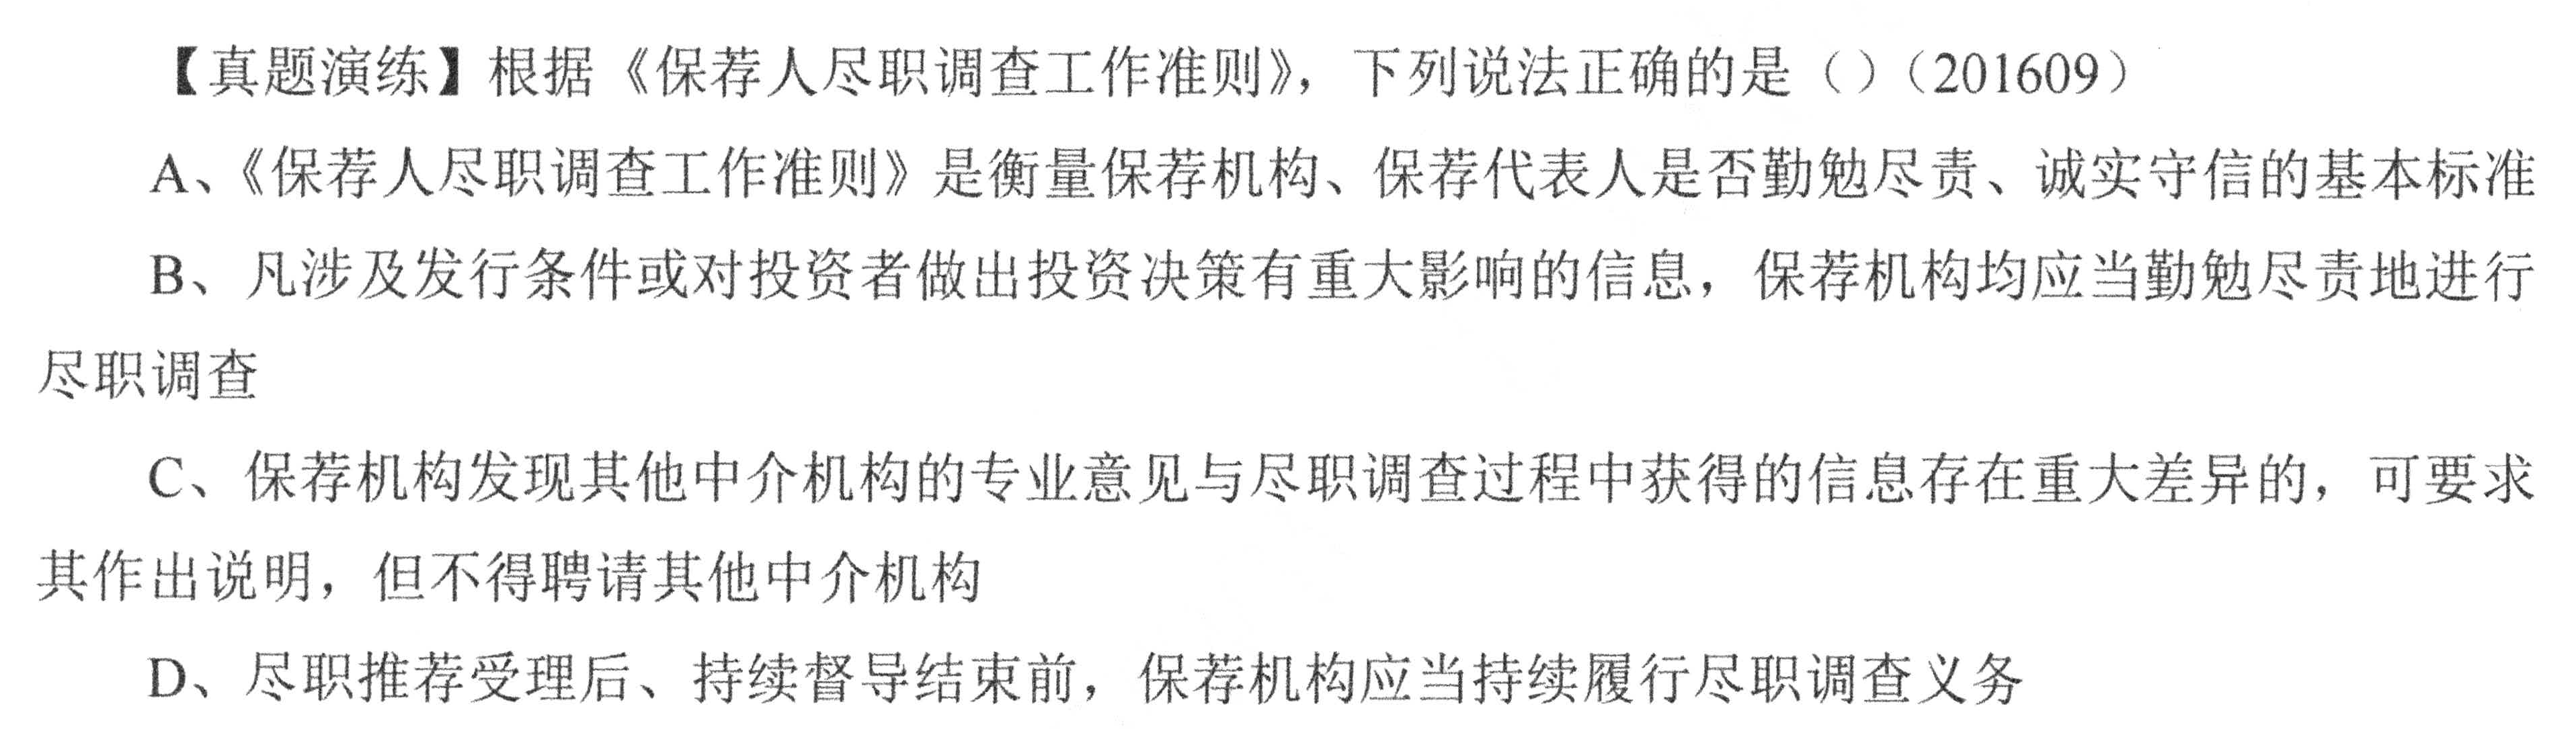 【真题演练】根据《保荐人尽职调查工作准则》，下列说法正确的是（）（201609）
A、《保荐人尽职调查工作准则》是衡量保荐机构、保荐代表人是否勤勉尽责、诚实守信的基本标准
B、凡涉及发行条件或对投资者做出投资决策有重大影响的信息，保荐机构均应当勤勉尽责地进行
尽职调查
C、保荐机构发现其他中介机构的专业意见与尽职调查过程中获得的信息存在重大差异的，可要求
其作出说明，但不得聘请其他中介机构
D、尽职推荐受理后、持续督导结束前，保荐机构应当持续履行尽职调查义务